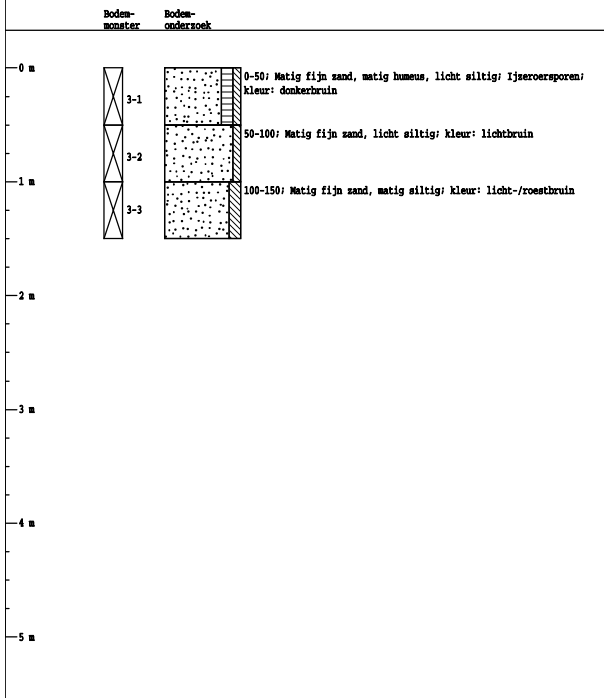 Bodem-
monster
Bodem-
onderzoek
0 m
3-1
0-50; Matig fijn zand, matig humeus, licht siltig; Ijzeroersporen;
kleur: donkerbruin
3-2
50-100; Matig fijn zand, licht siltig; kleur: lichtbruin
1 m
3-3
100-150; Matig fijn zand, matig siltig; kleur: licht-/roestbruin
2 m
3 m
4 m
5 m